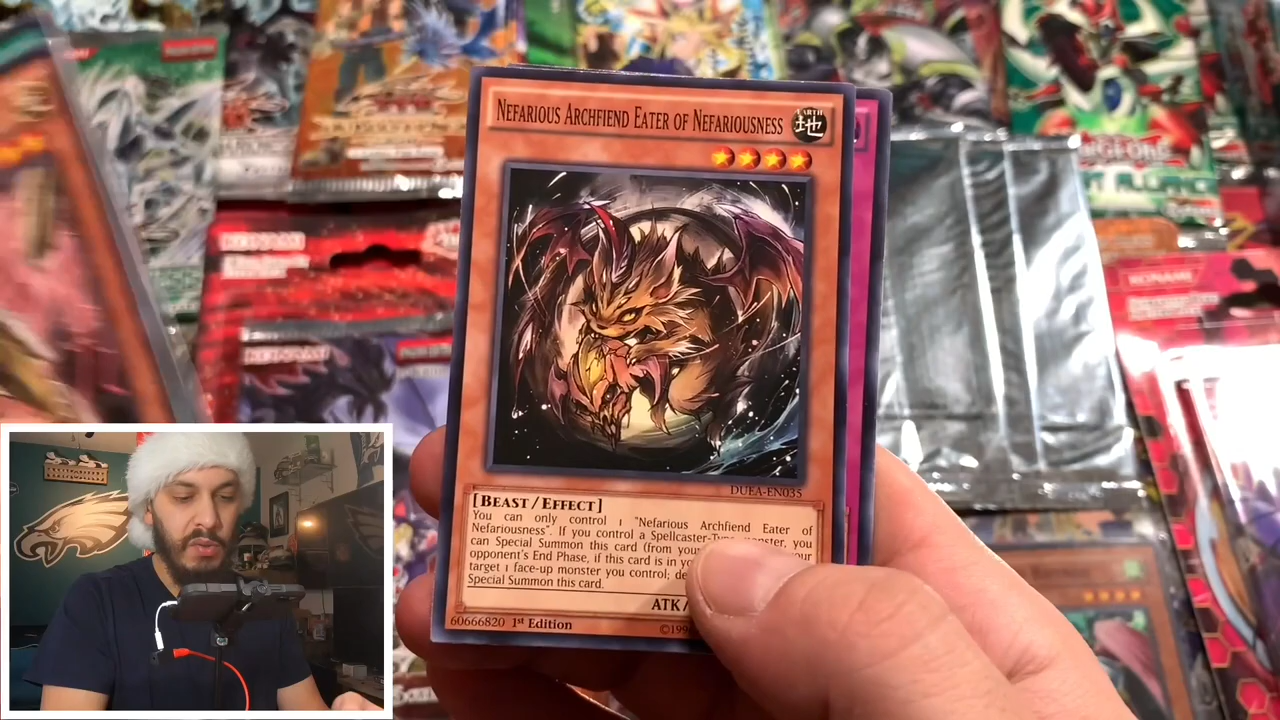 NEFARIOUS ARCHFIEND EATER OF NEFARIOUSNESS
EARTH
地
DUEA-EN035
[BEAST/EFFECT]
You can only control 1 "Nefarious Archfiend Eater of
Nefariousness". If you control a Spellcaster-Type monster, you
can Special Summon this card (from your
opponent's End Phase, if this card is in
target 1 face-up monster you control;
Special Summon this card.
ATK/
60666820 1st Edition
©199
KONAMI
KONAMI
KONAMI